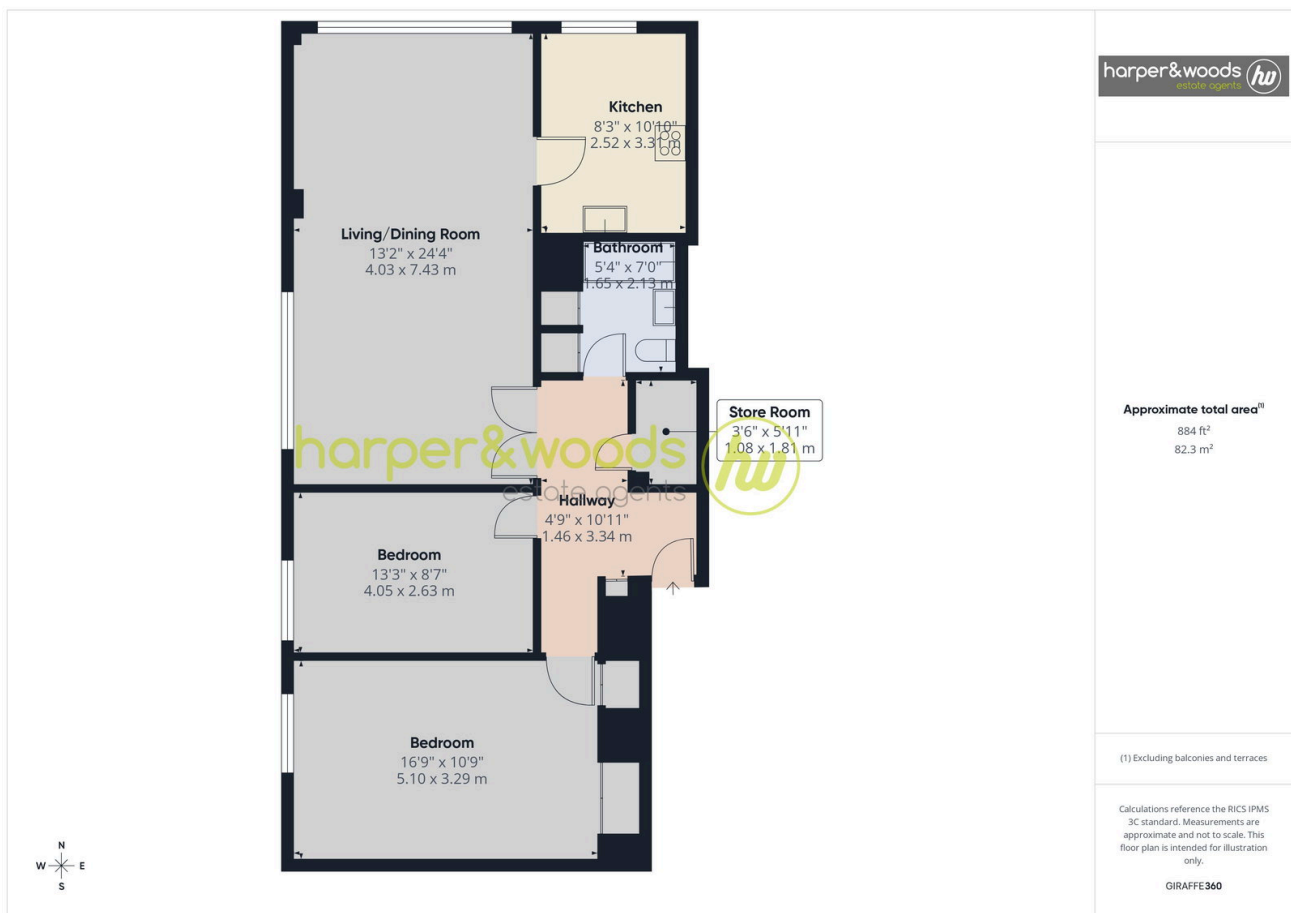 Kitchen
8'3" x 10'10"
2.52 x 3.31 m
Living/Dining Room
13'2" x 24'4"
4.03 x 7.43 m
Bathroom
5'4" x 7'0"
1.65 x 2.13 m
Store Room
3'6" x 5'11"
1.08 x 1.81 m
harper&woods hw
estate agents
Hallway
4'9" x 10'11"
1.46 x 3.34 m
Bedroom
13'3" x 8'7"
4.05 x 2.63 m
Bedroom
16'9" x 10'9"
5.10 x 3.29 m
N
W E
S
harper&woods hw
estate agents
Approximate total area(1)
884 ft²
82.3 m²
(1) Excluding balconies and terraces
Calculations reference the RICS IPMS
3C standard. Measurements are
approximate and not to scale. This
floor plan is intended for illustration
only.
GIRAFFE360